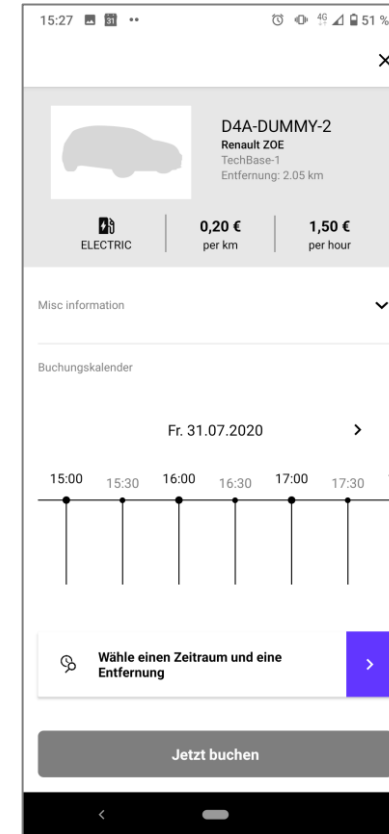 15:27 31 4G 51 %
D4A-DUMMY-2
Renault ZOE
TechBase-1
Entfernung: 2.05 km
ELECTRIC
0,20 €
per km
1,50 €
per hour
Misc information
Buchungskalender
Fr. 31.07.2020
15:00 15:30 16:00 16:30 17:00 17:30
Wähle einen Zeitraum und eine
Entfernung
Jetzt buchen